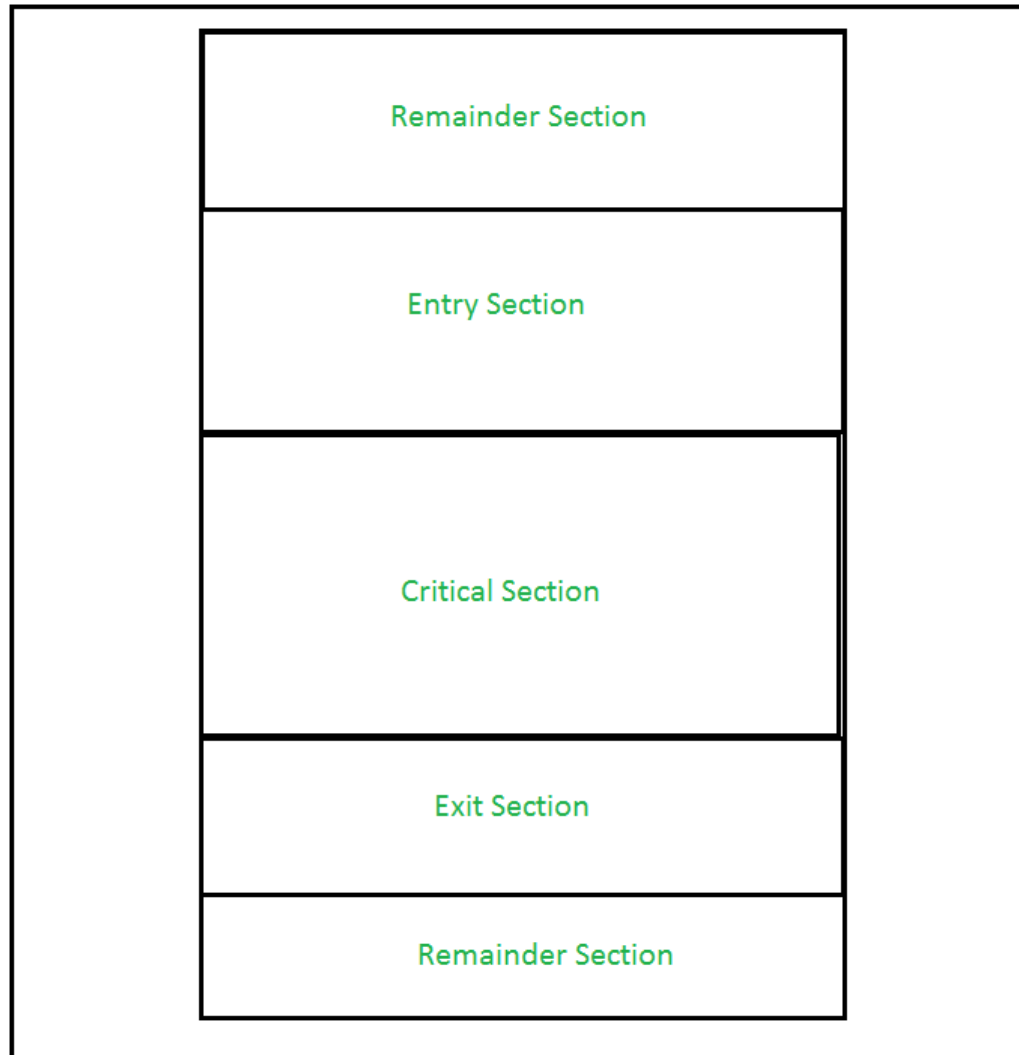 Remainder Section
Entry Section
Critical Section
Exit Section
Remainder Section